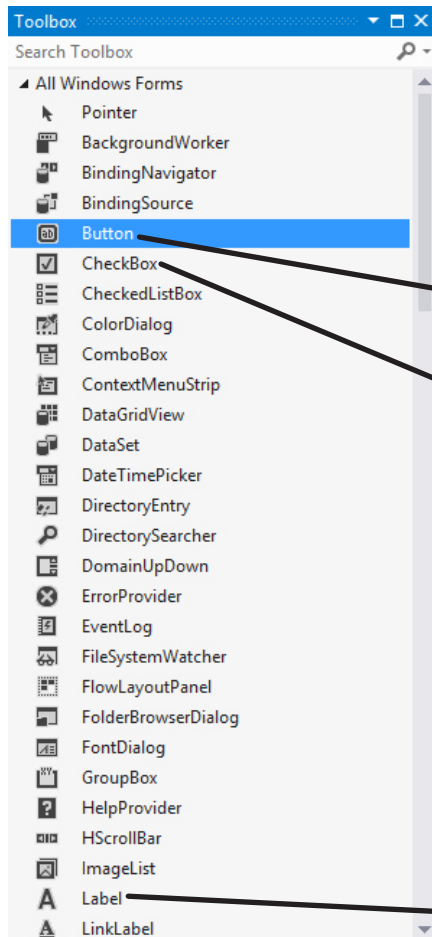 Toolbox
Search Toolbox
All Windows Forms
Pointer
BackgroundWorker
BindingNavigator
BindingSource
Button
CheckBox
CheckedListBox
ColorDialog
ComboBox
ContextMenuStrip
DataGridView
DataSet
DateTimePicker
DirectoryEntry
DirectorySearcher
DomainUpDown
ErrorProvider
EventLog
FileSystemWatcher
FlowLayoutPanel
FolderBrowserDialog
FontDialog
GroupBox
HelpProvider
HScrollBar
ImageList
Label
LinkLabel